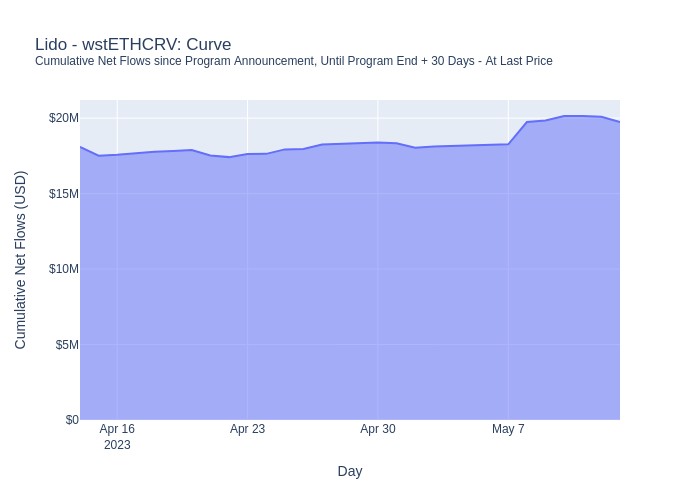 Lido - wstETHCRV: Curve
Cumulative Net Flows since Program Announcement, Until Program End + 30 Days - At Last Price
Cumulative Net Flows (USD)
$20M
$15M
$10M
$5M
$0
Apr 16
2023
Apr 23
Apr 30
May 7
Day